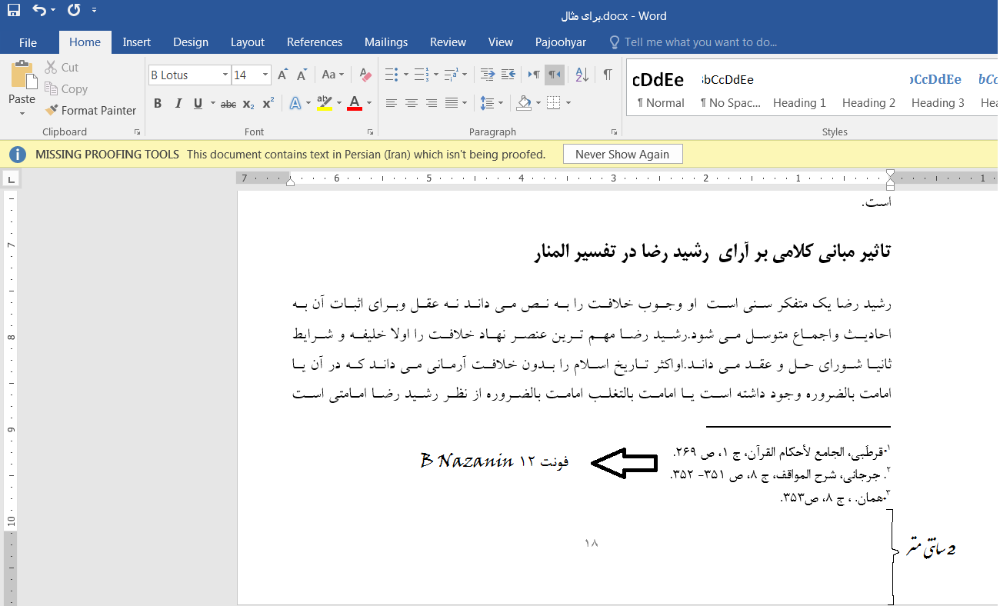 برای مثال.docx - Word
File Home Insert Design Layout References Mailings Review View Pajoohyar Tell me what you want to do...
Paste
Cut
Copy
Format Painter
Clipboard
B Lotus 14
Font
Paragraph
cDdEe
¶ Normal
bCcDdEe
¶ No Spac...
Heading 1
Heading 2
bCcDdEe
Heading 3
Styles
MISSING PROOFING TOOLS This document contains text in Persian (Iran) which isn't being proofed. Never Show Again
7 6 5 4 3 2 1 1
است.
تاثیر مبانی کلامی بر آرای رشید رضا در تفسیر المنار
رشید رضا یک متفکر سنی است او وجوب خلافت را به نص می داند نه عقل وبرای اثبات آن به
احادیث واجماع متوسل می شود.رشید رضا مهم ترین عنصر نهاد خلافت را اولا خلیفه و شرایط
ثانیا شورای حل و عقد می داند.اواکثر تاریخ اسلام را بدون خلافت آرمانی می داند که در آن یا
امامت بالضروره وجود داشته است یا امامت بالتغلب امامت بالضروره از نظر رشید رضا امامتی است
۱.قرطَبی، الجامع لأحکام القرآن، ج ۱، ص ۲۶۹.
۲. جرجانی، شرح المواقف، ج ۸، ص ۳۵۱- ۳۵۲.
۳.همان. ، ج ۸، ص۳۵۳.
فونت ۱۲ B Nazanin
2 سانتی متر
۱۸
7
8
9
10